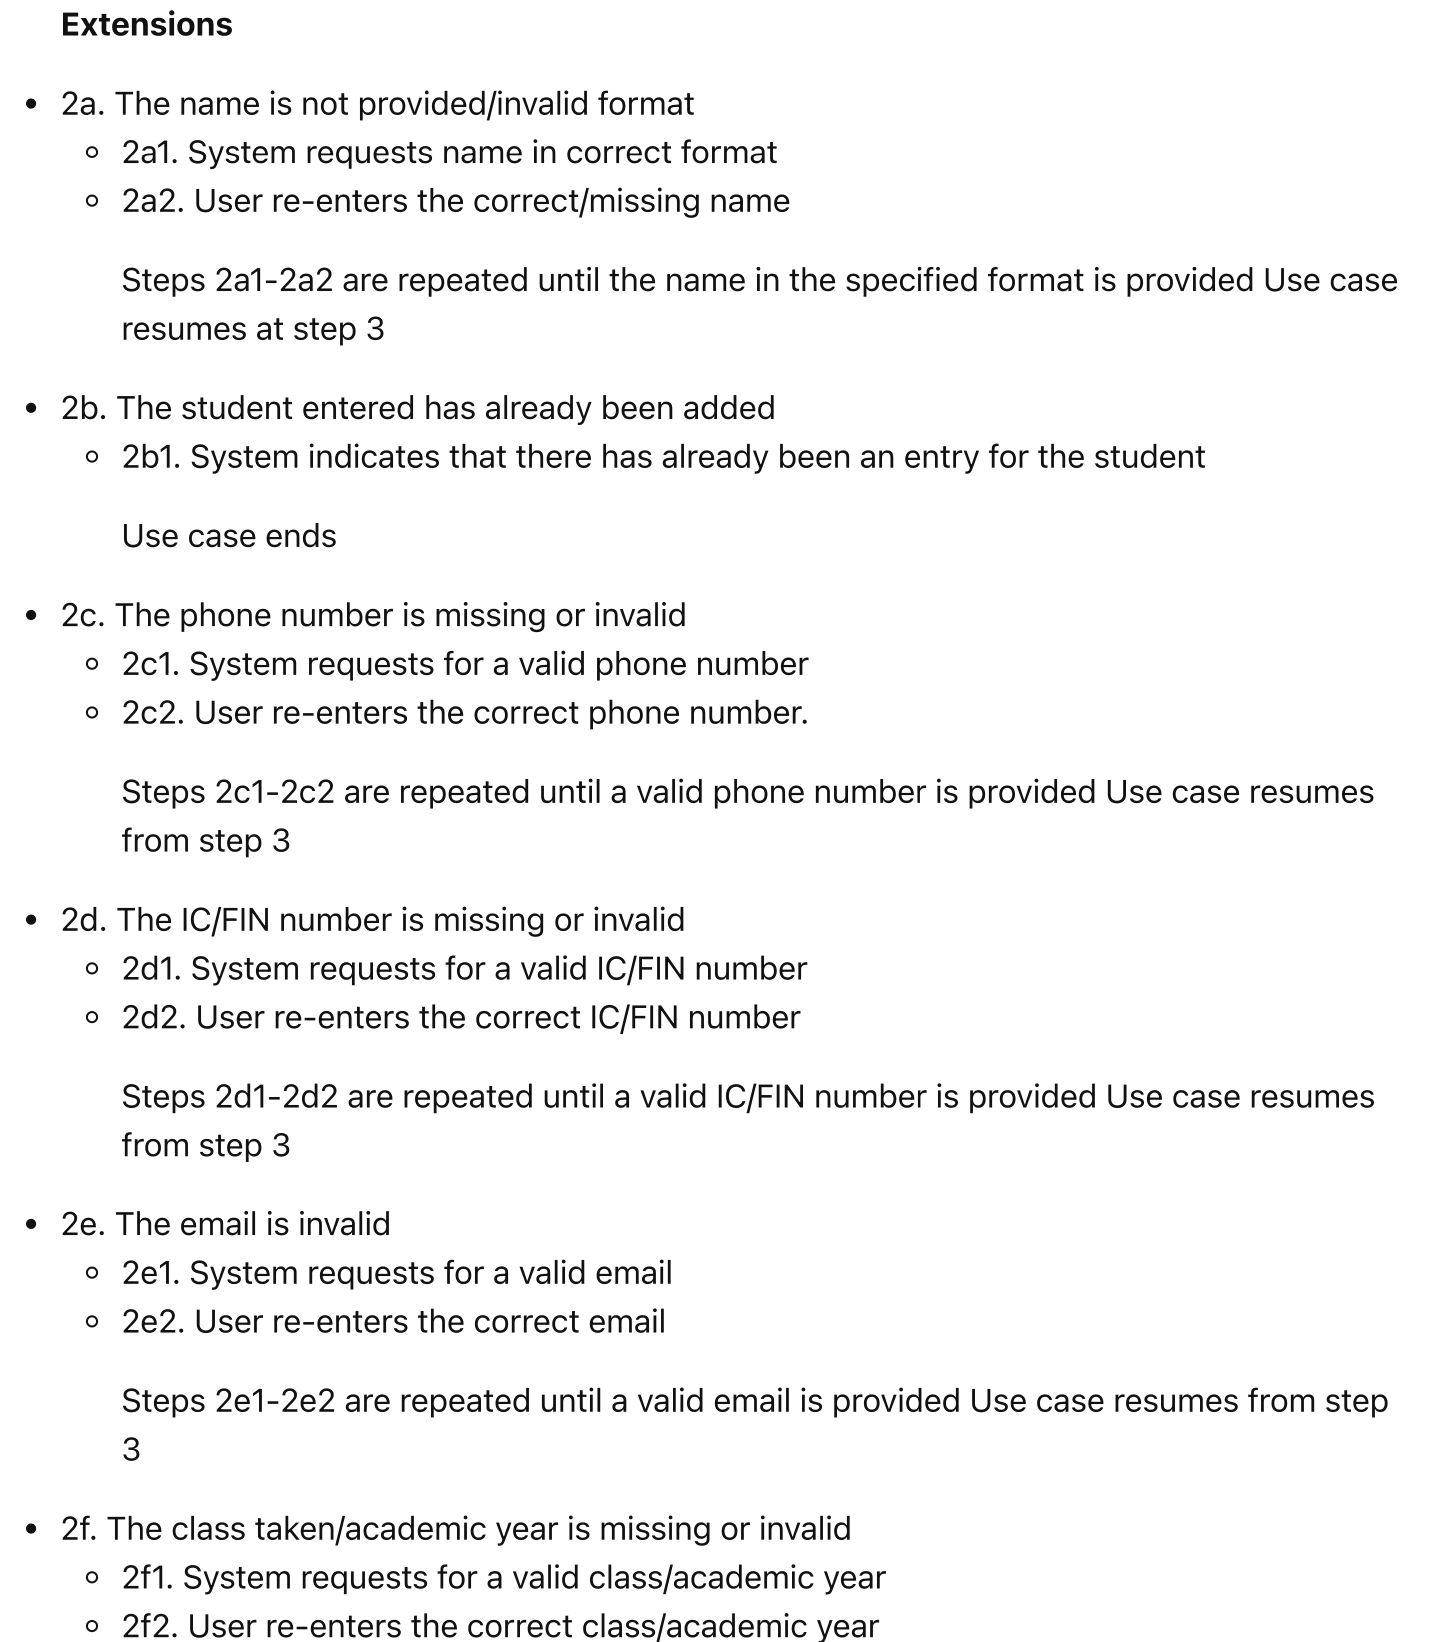 Extensions
• 2a. The name is not provided/invalid format
◦ 2a1. System requests name in correct format
◦ 2a2. User re-enters the correct/missing name
Steps 2a1-2a2 are repeated until the name in the specified format is provided Use case
resumes at step 3
• 2b. The student entered has already been added
◦ 2b1. System indicates that there has already been an entry for the student
Use case ends
• 2c. The phone number is missing or invalid
◦ 2c1. System requests for a valid phone number
◦ 2c2. User re-enters the correct phone number.
Steps 2c1-2c2 are repeated until a valid phone number is provided Use case resumes
from step 3
• 2d. The IC/FIN number is missing or invalid
◦ 2d1. System requests for a valid IC/FIN number
◦ 2d2. User re-enters the correct IC/FIN number
Steps 2d1-2d2 are repeated until a valid IC/FIN number is provided Use case resumes
from step 3
• 2e. The email is invalid
◦ 2e1. System requests for a valid email
◦ 2e2. User re-enters the correct email
Steps 2e1-2e2 are repeated until a valid email is provided Use case resumes from step
3
• 2f. The class taken/academic year is missing or invalid
◦ 2f1. System requests for a valid class/academic year
◦ 2f2. User re-enters the correct class/academic year